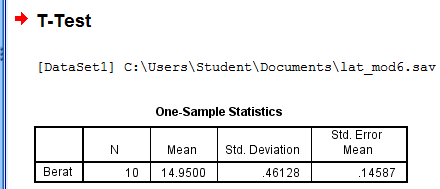 T-Test
[DataSet1] C:\Users\Student\Documents\lat_mod6.sav
One-Sample Statistics
N Mean Std. Deviation Std. Error Mean
Berat 10 14.9500 .46128 .14587